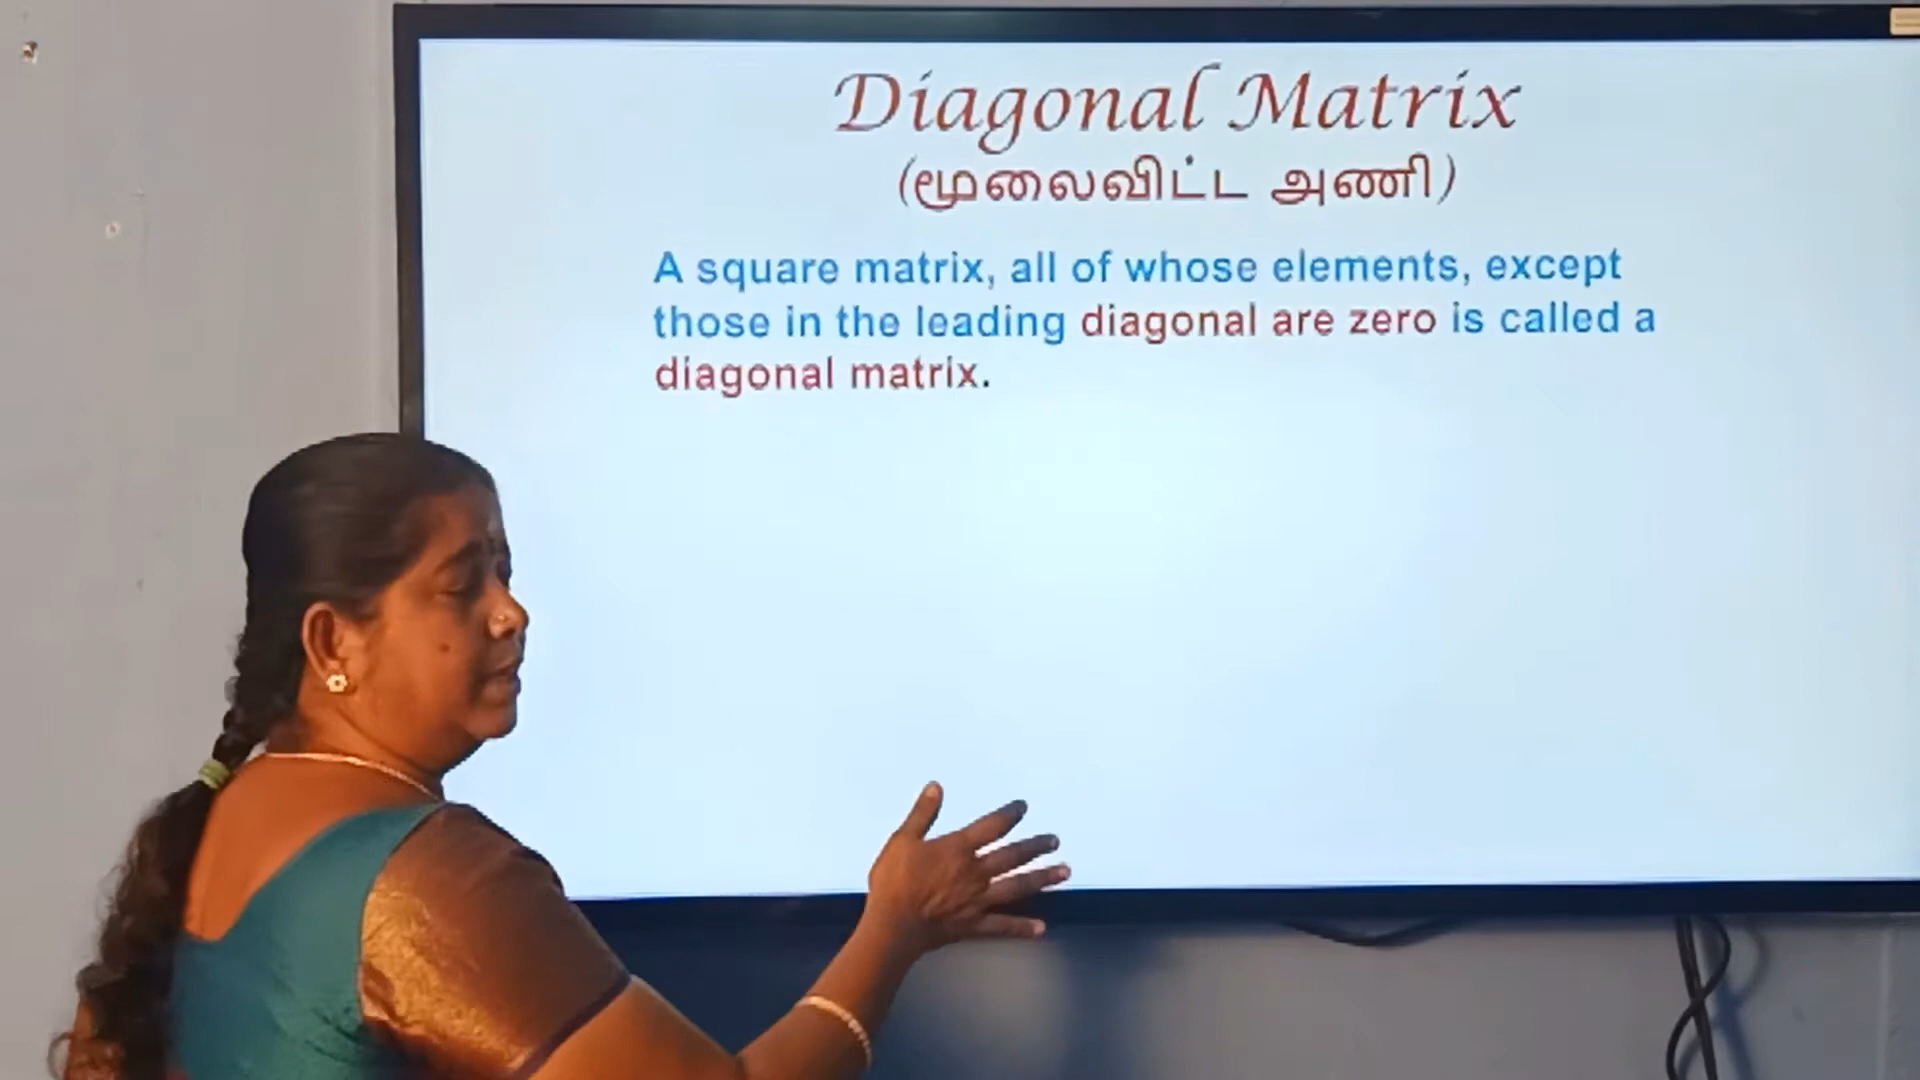 Diagonal Matrix
(மூலைவிட்ட அணி)
A square matrix, all of whose elements, except
those in the leading diagonal are zero is called a
diagonal matrix.